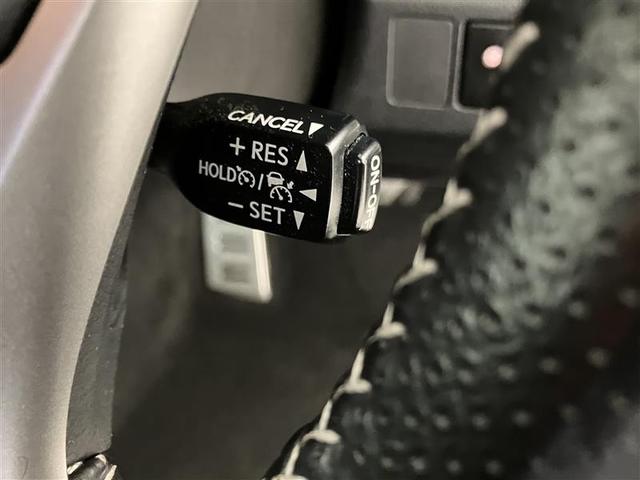 CANCEL▼
+RES▲
HOLD / ◀
−SET▼
ON-OFF